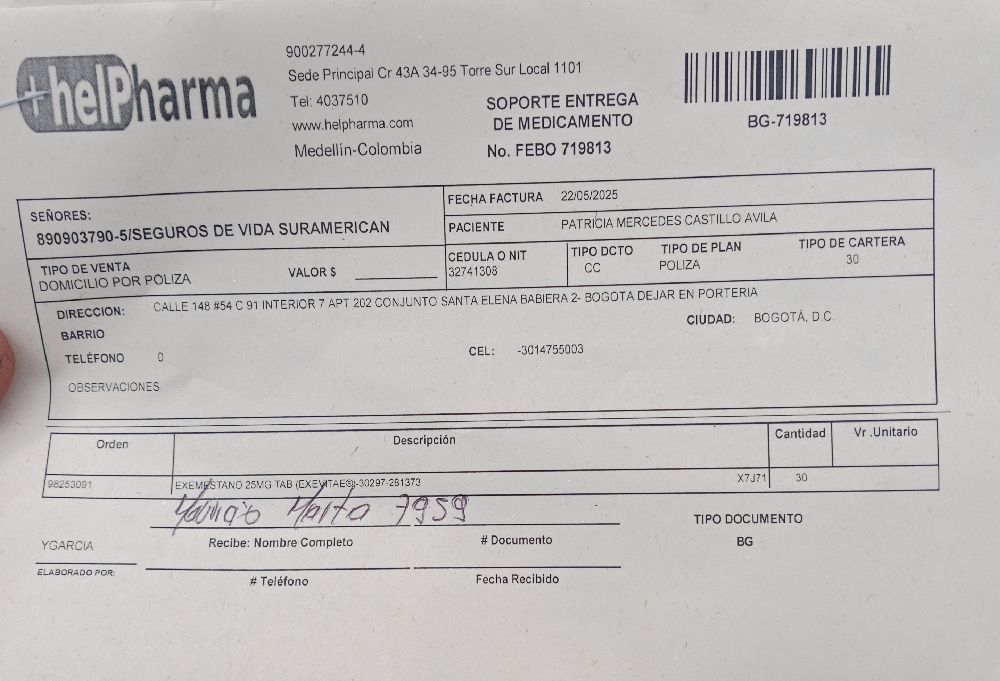 +helPharma
900277244-4
Sede Principal Cr 43A 34-95 Torre Sur Local 1101
Tel: 4037510
www.helpharma.com
Medellín-Colombia
SOPORTE ENTREGA
DE MEDICAMENTO
No. FEBO 719813
BG-719813
SEÑORES:
890903790-5/SEGUROS DE VIDA SURAMERICAN
FECHA FACTURA 22/05/2025
PACIENTE PATRICIA MERCEDES CASTILLO AVILA
TIPO DE VENTA
DOMICILIO POR POLIZA
VALOR $
CEDULA O NIT
32741308
TIPO DCTO
CC
TIPO DE PLAN
POLIZA
TIPO DE CARTERA
30
DIRECCION: CALLE 148 #54 C 91 INTERIOR 7 APT 202 CONJUNTO SANTA ELENA BABIERA 2- BOGOTA DEJAR EN PORTERIA
BARRIO
CIUDAD: BOGOTÁ, D.C.
TELÉFONO 0
CEL: -3014755003
OBSERVACIONES
Orden Descripción Cantidad Vr .Unitario
98253091 EXEMESTANO 25MG TAB (EXEVITAE®)-30297-281373 X7J71 30
Marta 7959
YGARCIA
ELABORADO POR:
Recibe: Nombre Completo
# Documento
# Teléfono
Fecha Recibido
TIPO DOCUMENTO
BG